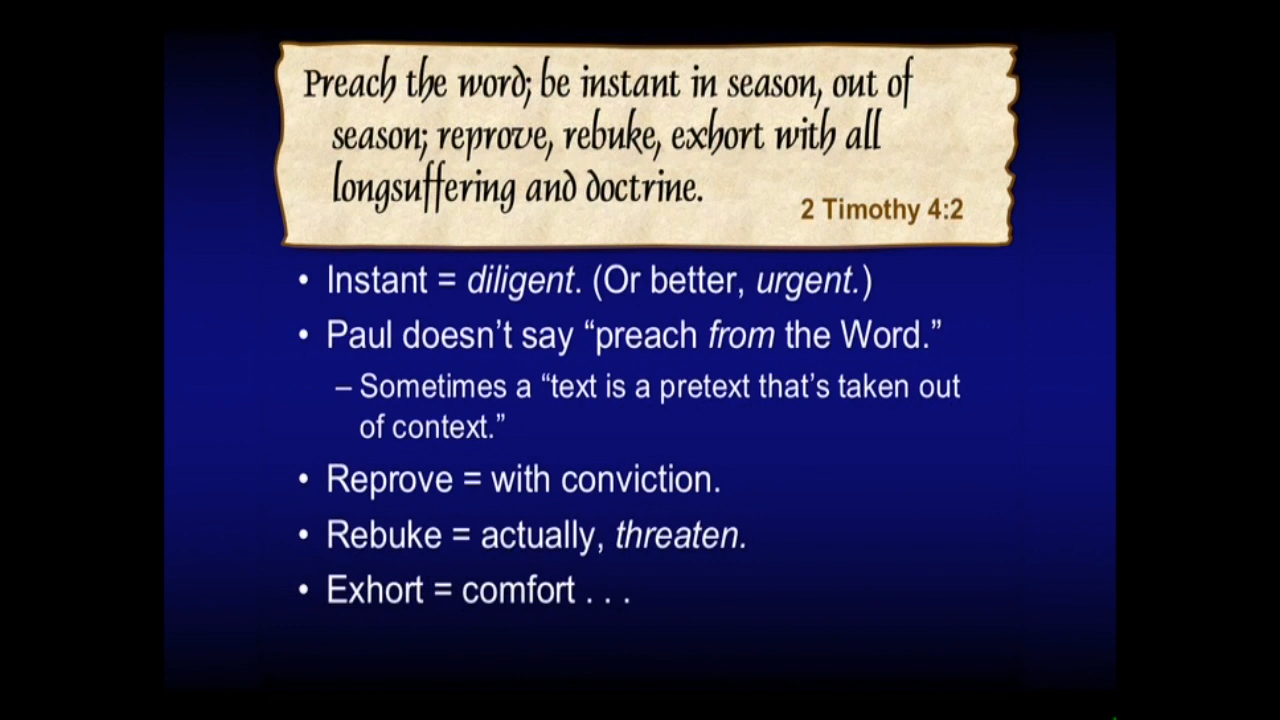 Preach the word; be instant in season, out of
season; reprove, rebuke, exhort with all
longsuffering and doctrine.
2 Timothy 4:2
• Instant = diligent. (Or better, urgent.)
• Paul doesn’t say “preach from the Word.”
– Sometimes a “text is a pretext that’s taken out
of context.”
• Reprove = with conviction.
• Rebuke = actually, threaten.
• Exhort = comfort . . .